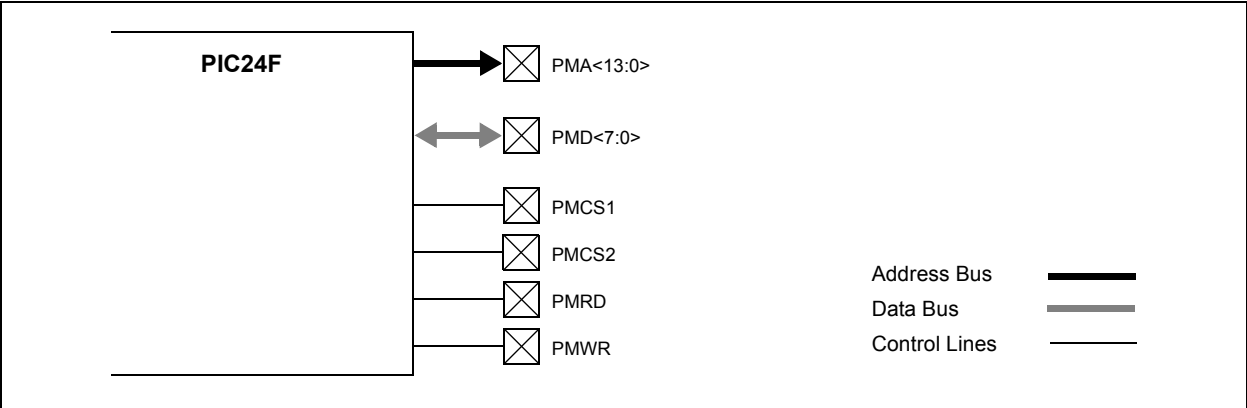 PIC24F
PMA<13:0>
PMD<7:0>
PMCS1
PMCS2
PMRD
PMWR
Address Bus
Data Bus
Control Lines